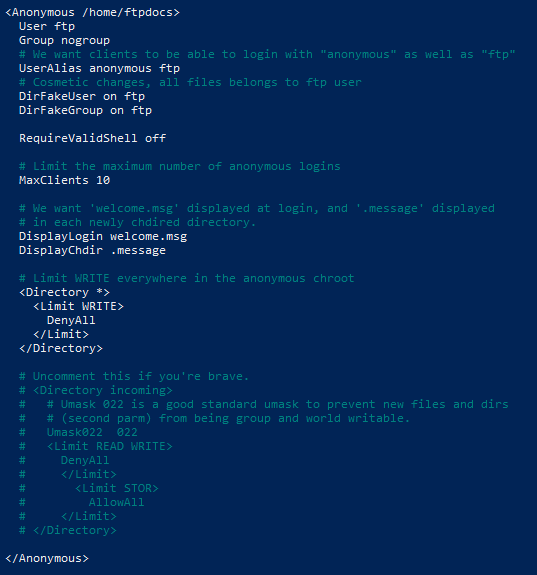 <Anonymous /home/ftpdocs>
  User ftp
  Group nogroup
  # We want clients to be able to login with "anonymous" as well as "ftp"
  UserAlias anonymous ftp
  # Cosmetic changes, all files belongs to ftp user
  DirFakeUser on ftp
  DirFakeGroup on ftp

  RequireValidShell off

  # Limit the maximum number of anonymous logins
  MaxClients 10

  # We want 'welcome.msg' displayed at login, and '.message' displayed
  # in each newly chdired directory.
  DisplayLogin welcome.msg
  DisplayChdir .message

  # Limit WRITE everywhere in the anonymous chroot
  <Directory *>
    <Limit WRITE>
      DenyAll
    </Limit>
  </Directory>

  # Uncomment this if you're brave.
  # <Directory incoming>
  #   # Umask 022 is a good standard umask to prevent new files and dirs
  #   # (second parm) from being group and world writable.
  #   Umask022  022
  #   <Limit READ WRITE>
  #     DenyAll
  #     </Limit>
  #       <Limit STOR>
  #         AllowAll
  #     </Limit>
  # </Directory>

</Anonymous>